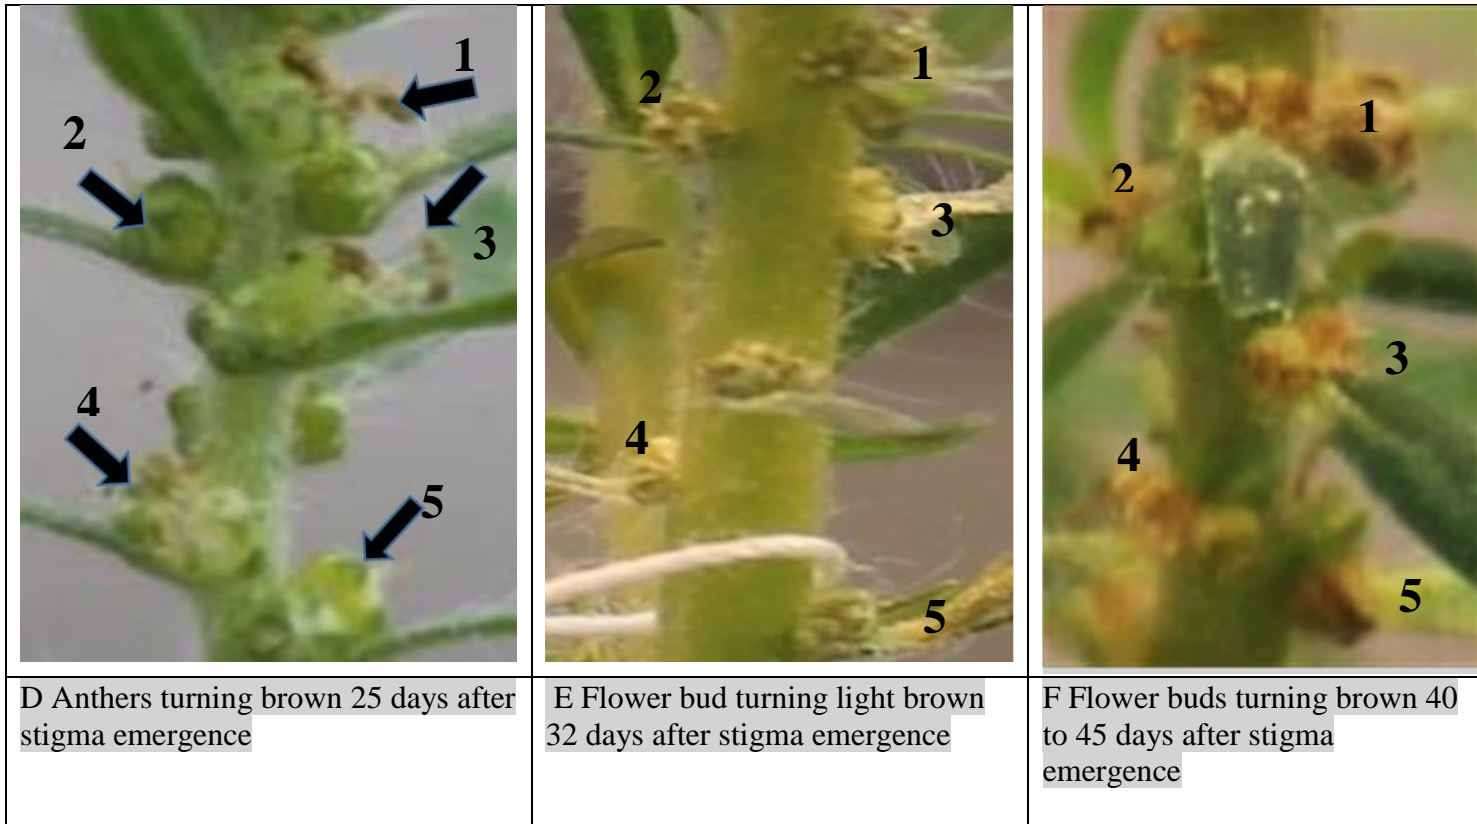 1
2
3
4
5
2
1
3
4
5
1
2
3
4
5
D Anthers turning brown 25 days after
stigma emergence
E Flower bud turning light brown
32 days after stigma emergence
F Flower buds turning brown 40
to 45 days after stigma
emergence